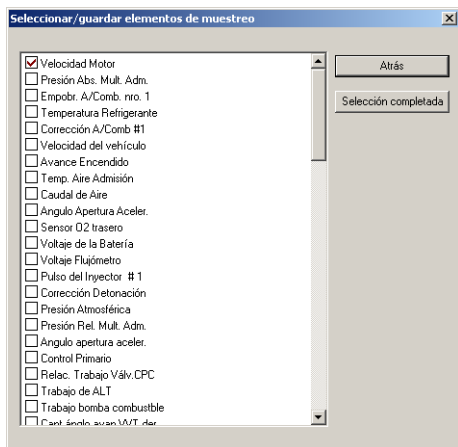 Seleccionar/guardar elementos de muestreo
Velocidad Motor
Presión Abs. Mult. Adm.
Empobr. A/Comb. nro. 1
Temperatura Refrigerante
Corrección A/Comb #1
Velocidad del vehículo
Avance Encendido
Temp. Aire Admisión
Caudal de Aire
Angulo Apertura Aceler.
Sensor O2 trasero
Voltaje de la Batería
Voltaje Flujómetro
Pulso del Inyector # 1
Corrección Detonación
Presión Atmosférica
Presión Rel. Mult. Adm.
Angulo apertura aceler.
Control Primario
Relac. Trabajo Válv.CPC
Trabajo de ALT
Trabajo bomba combustble
avan VVT der
Atrás
Selección completada